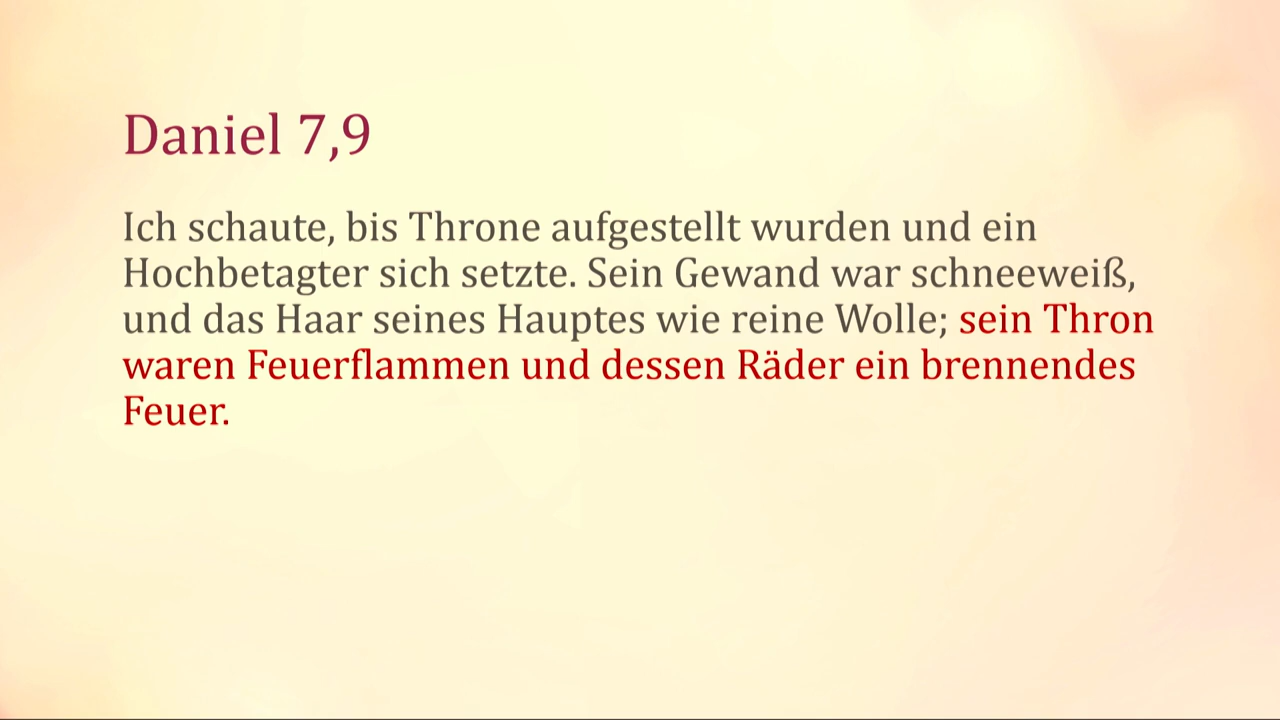 Daniel 7,9
Ich schaute, bis Throne aufgestellt wurden und ein
Hochbetagter sich setzte. Sein Gewand war schneeweiß,
und das Haar seines Hauptes wie reine Wolle; sein Thron
waren Feuerflammen und dessen Räder ein brennendes
Feuer.